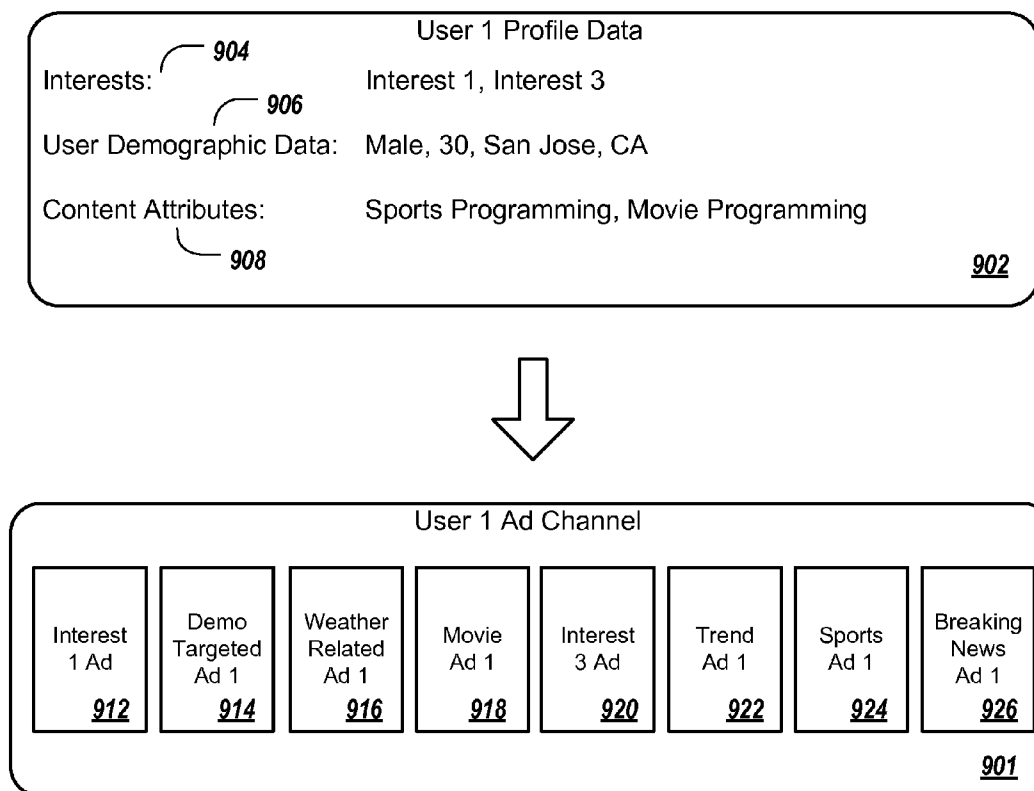 User 1 Profile Data
904
Interests: Interest 1, Interest 3
906
User Demographic Data: Male, 30, San Jose, CA
Content Attributes: Sports Programming, Movie Programming
908
902
User 1 Ad Channel
Interest
1 Ad
912
Demo
Targeted
Ad 1
914
Weather
Related
Ad 1
916
Movie
Ad 1
918
Interest
3 Ad
920
Trend
Ad 1
922
Sports
Ad 1
924
Breaking
News
Ad 1
926
901